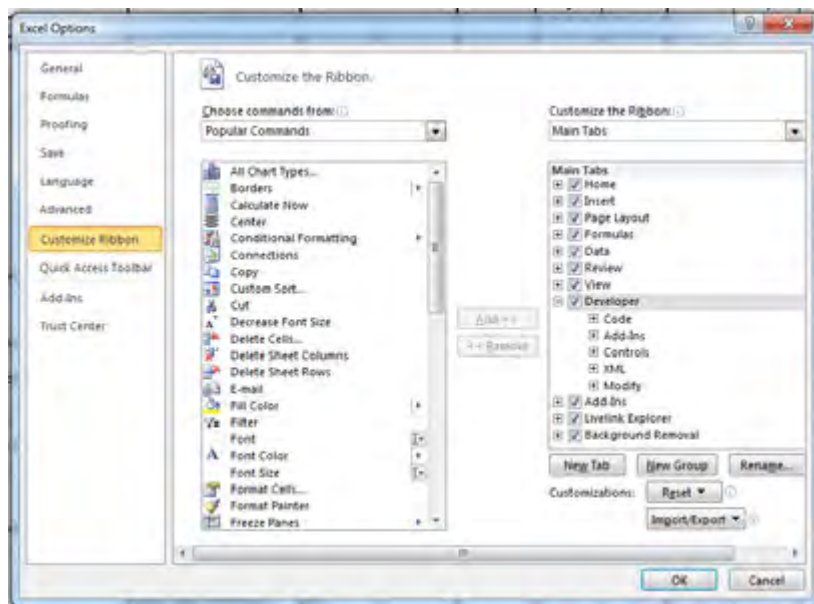 Excel Options
General
Formulas
Proofing
Save
Language
Advanced
Customize Ribbon
Quick Access Toolbar
Add-Ins
Trust Center
Customize the Ribbon.
Choose commands from:
Popular Commands
All Chart Types...
Borders
Calculate Now
Center
Conditional Formatting
Connections
Copy
Custom Sort...
Cut
Decrease Font Size
Delete Cells...
Delete Sheet Columns
Delete Sheet Rows
E-mail
Fill Color
Filter
Font
Font Color
Font Size
Format Cells...
Format Painter
Freeze Panes
Add >>
<< Remove
Customize the Ribbon:
Main Tabs
Main Tabs
Home
Insert
Page Layout
Formulas
Data
Review
View
Developer
Code
Add-Ins
Controls
XML
Modify
Add-Ins
Livelink Explorer
Background Removal
New Tab
New Group
Rename...
Customizations:
Reset
Import/Export
OK
Cancel